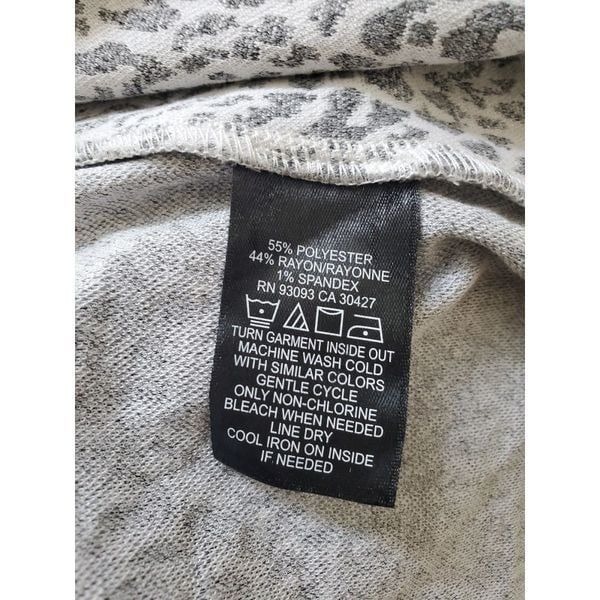 55% POLYESTER
44% RAYON/RAYONNE
1% SPANDEX
RN 93093 CA 30427
TURN GARMENT INSIDE OUT
MACHINE WASH COLD
WITH SIMILAR COLORS
GENTLE CYCLE
ONLY NON-CHLORINE
BLEACH WHEN NEEDED
LINE DRY
COOL IRON ON INSIDE
IF NEEDED